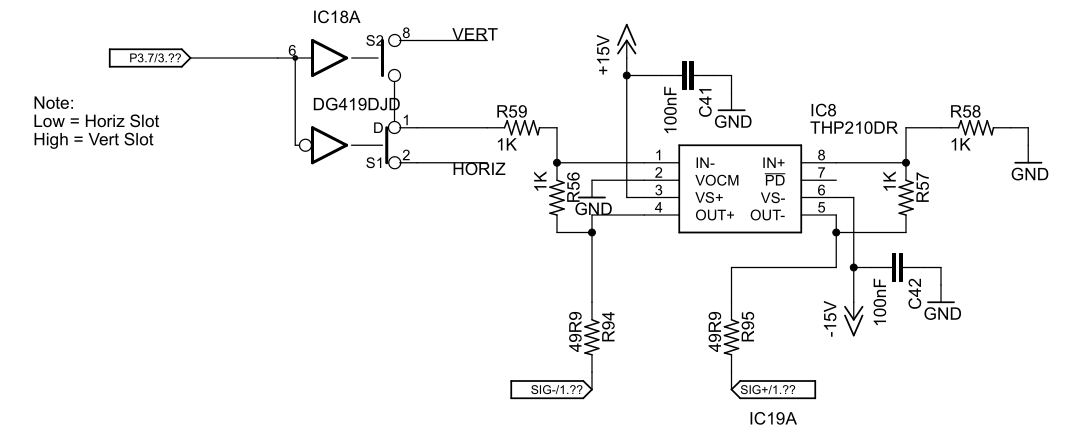 IC18A
P3.7/3.??
6
S2
8
VERT
Note:
Low = Horiz Slot
High = Vert Slot
DG419DJD
D
1
S1
2
HORIZ
R59
1K
1K
R56
GND
+15V
100nF
C41
GND
IC8
THP210DR
1
IN-
IN+
8
2
VOCM
PD
7
3
VS+
VS-
6
4
OUT+
OUT-
5
R58
1K
GND
1K
R57
100nF
C42
GND
-15V
49R9
R94
49R9
R95
SIG-/1.??
SIG+/1.??
IC19A